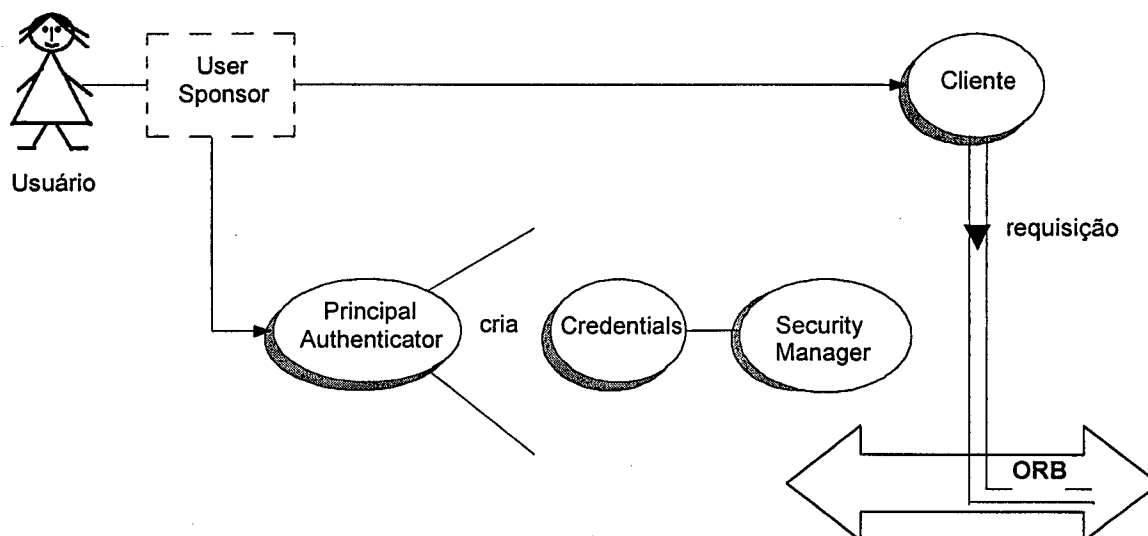 User
Sponsor
Cliente
Usuário
requisição
Principal
Authenticator
cria
Credentials
Security
Manager
ORB